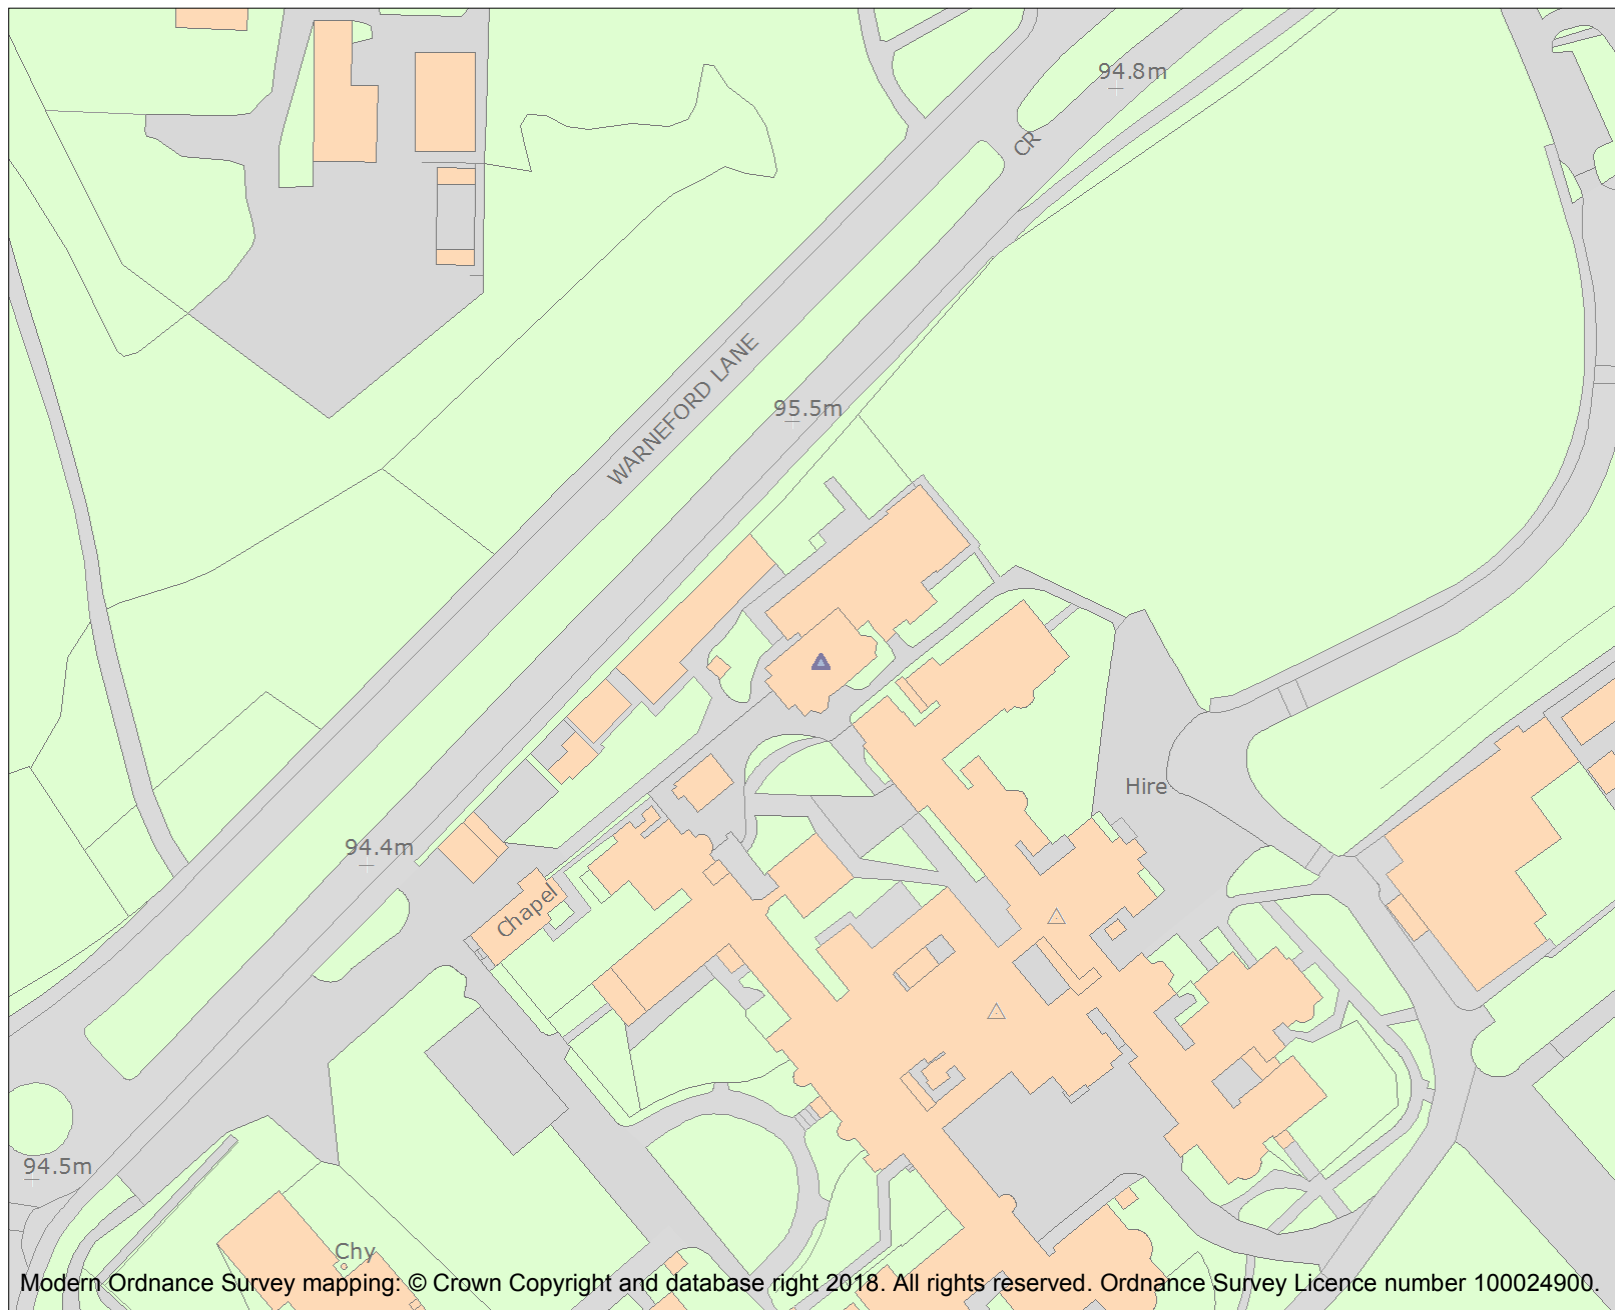 94.8m
CR
WARNEFORD LANE
95.5m
Hire
94.4m
Chapel
94.5m
Chy
Modern Ordnance Survey mapping: © Crown Copyright and database right 2018. All rights reserved. Ordnance Survey Licence number 100024900.